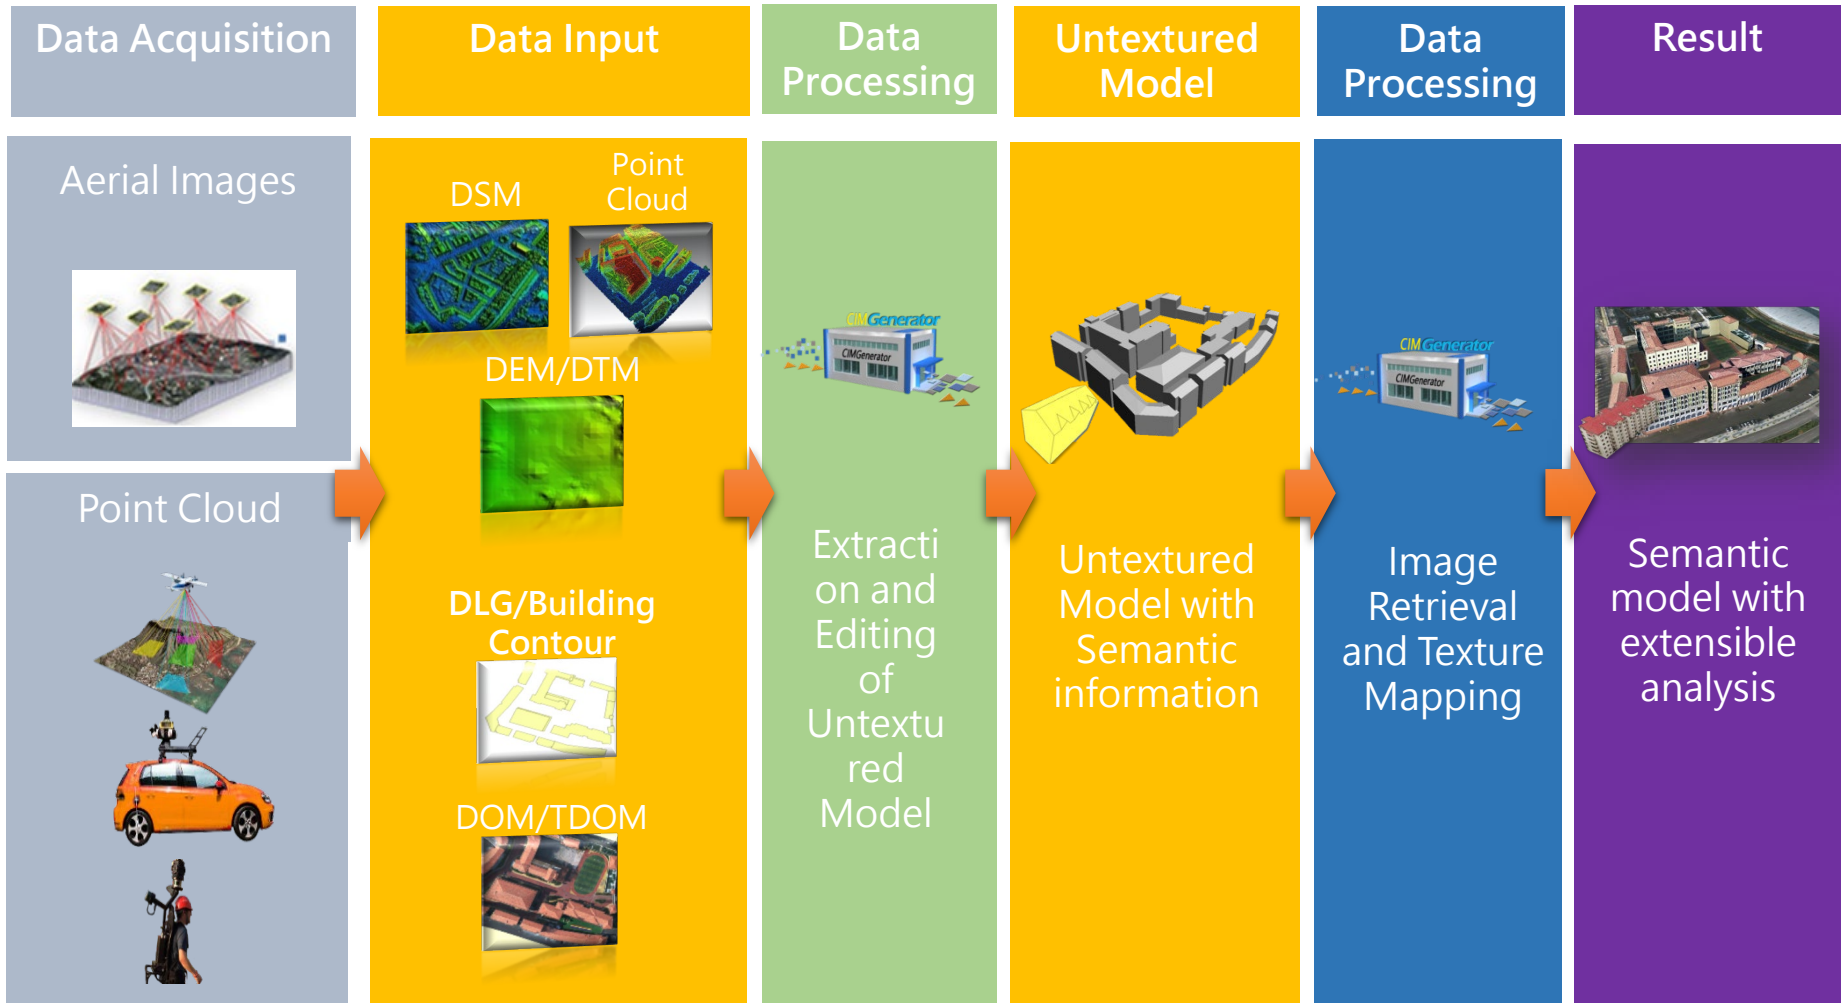 Data Acquisition
Data Input
Data
Processing
Untextured
Model
Data
Processing
Result
Aerial Images
Point Cloud
DSM
Point
Cloud
DEM/DTM
DLG/Building
Contour
DOM/TDOM
CIMGenerator
CIMGenerator
Extracti
on and
Editing
of
Untextu
red
Model
Untextured
Model with
Semantic
information
CIMGenerator
CIMGenerator
Image
Retrieval
and Texture
Mapping
Semantic
model with
extensible
analysis